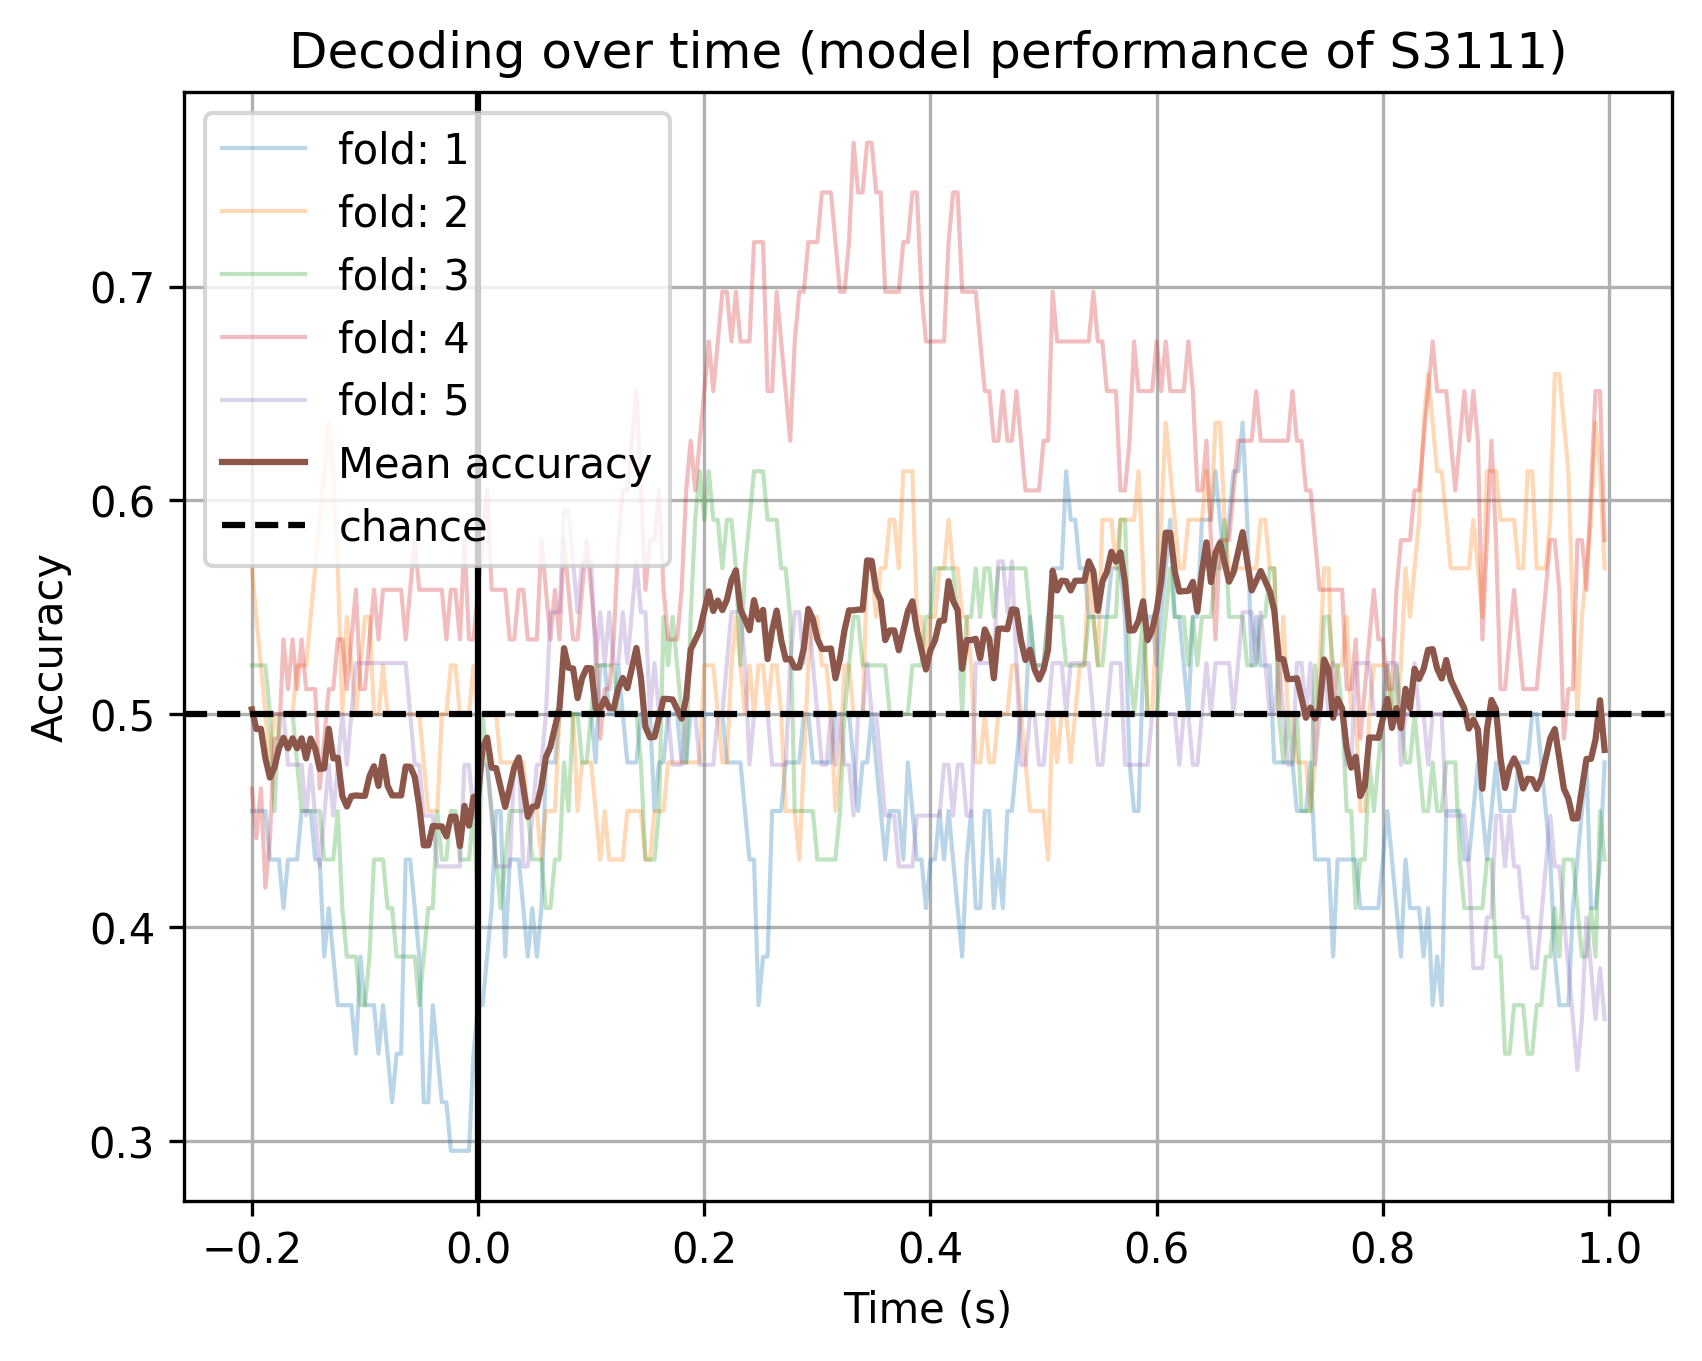 Decoding over time (model performance of S3111)
fold: 1
fold: 2
fold: 3
fold: 4
fold: 5
Mean accuracy
chance
Accuracy
0.7
0.6
0.5
0.4
0.3
−0.2 0.0 0.2 0.4 0.6 0.8 1.0
Time (s)